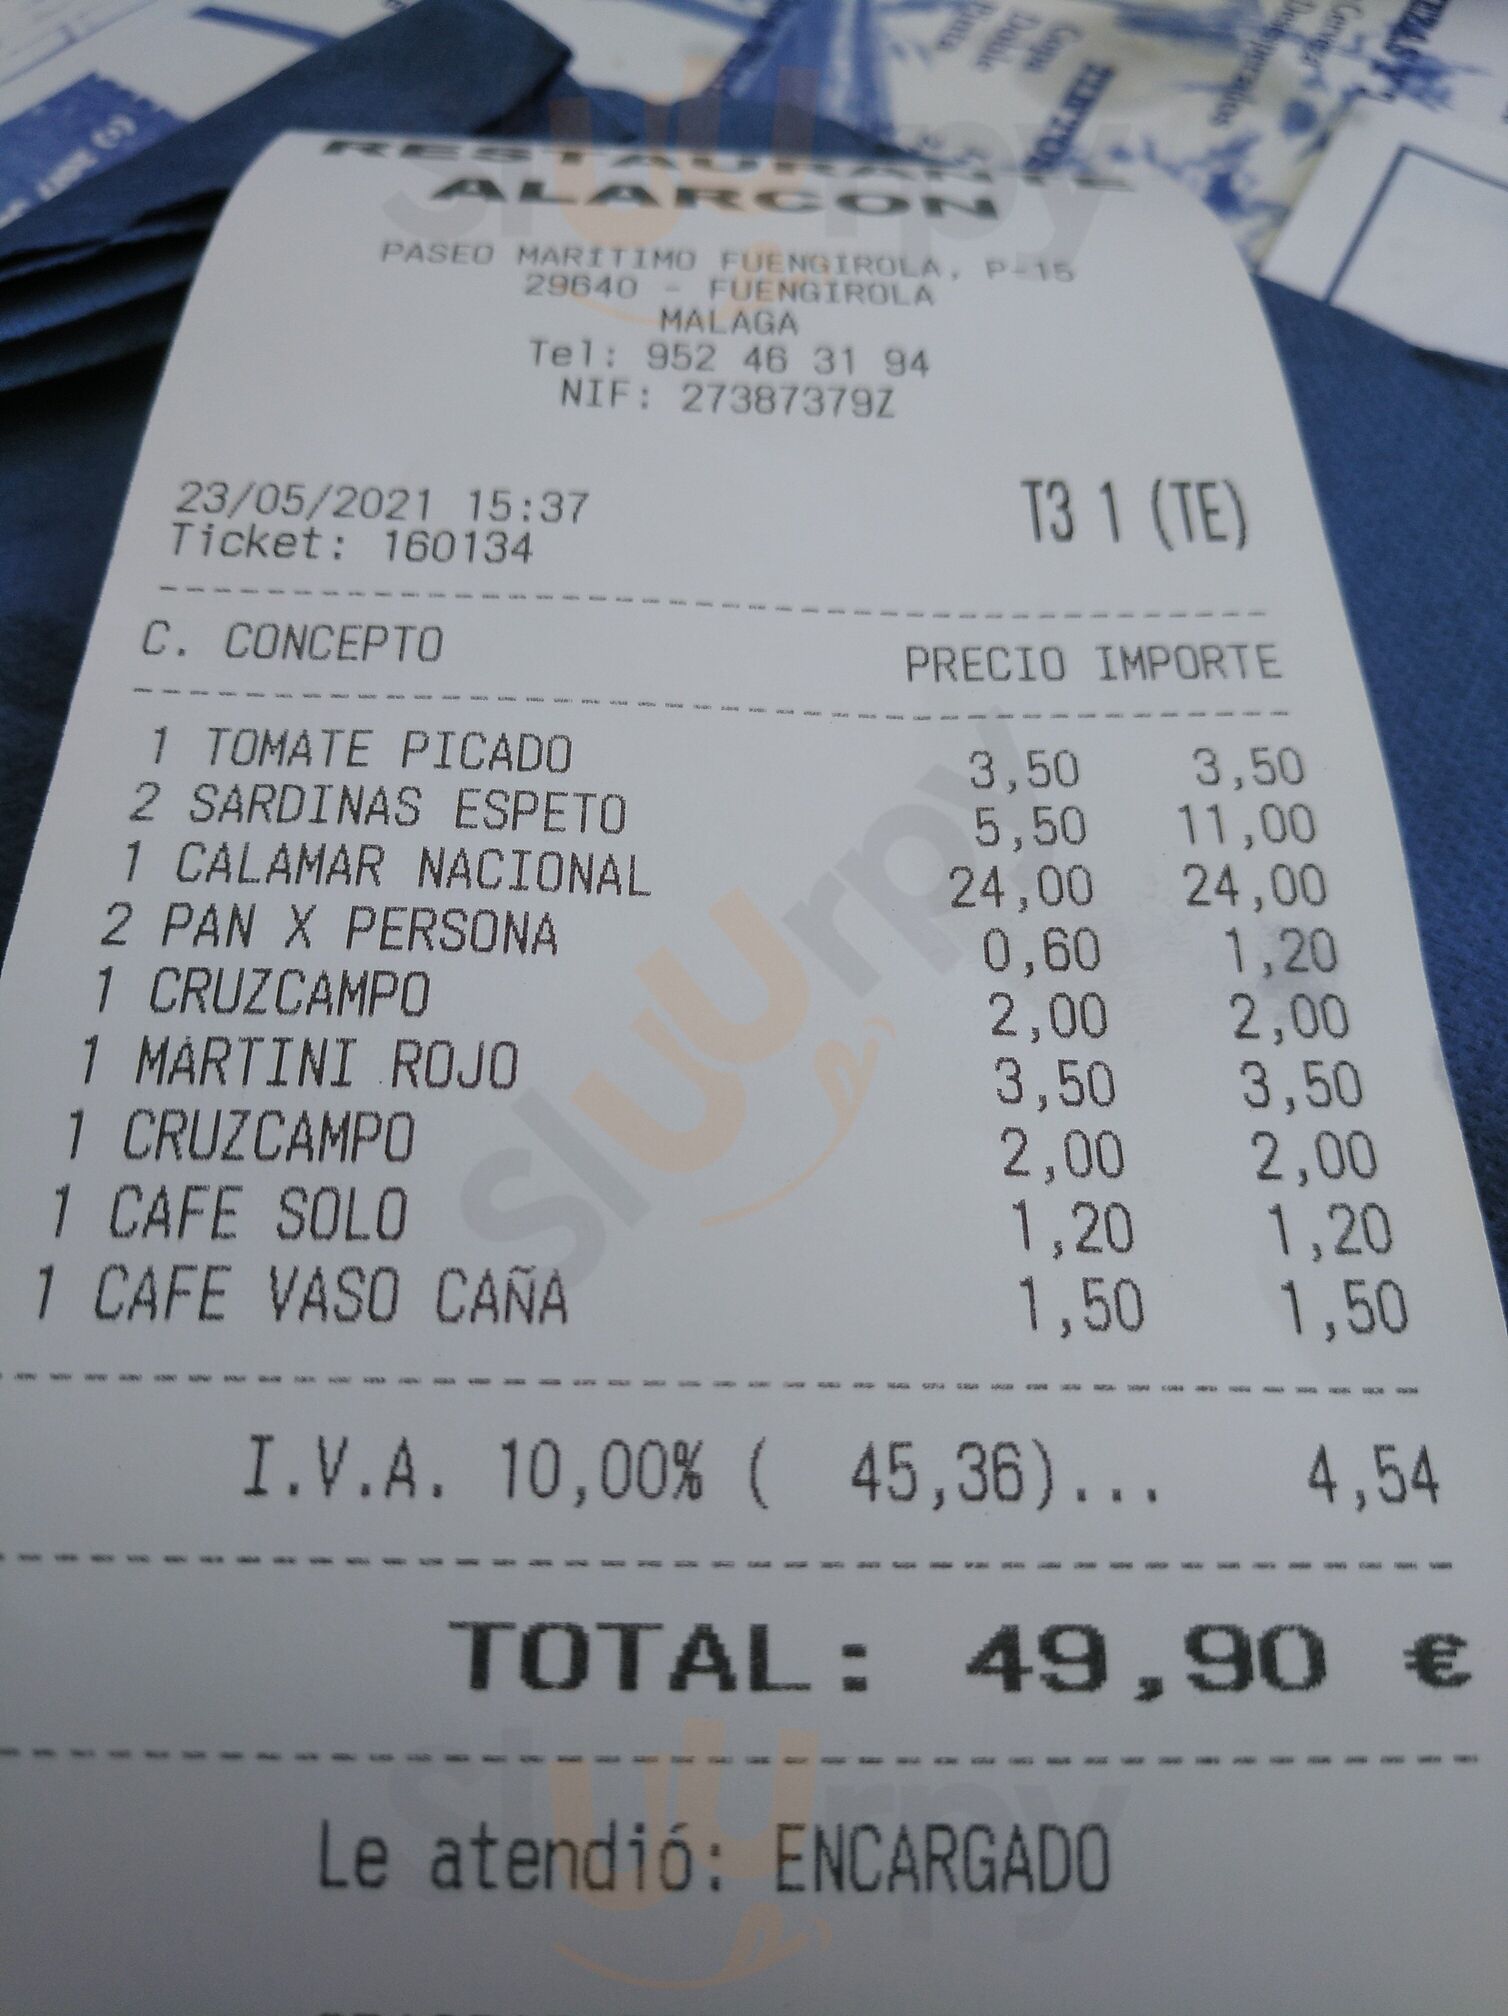 RESTAURANTE
ALARCON
PASEO MARITIMO FUENGIROLA, P-15
29640 - FUENGIROLA
MALAGA
Tel: 952 46 31 94
NIF: 27387379Z
23/05/2021 15:37 T3 1 (TE)
Ticket: 160134
C. CONCEPTO PRECIO IMPORTE
1 TOMATE PICADO 3,50 3,50
2 SARDINAS ESPETO 5,50 11,00
1 CALAMAR NACIONAL 24,00 24,00
2 PAN X PERSONA 0,60 1,20
1 CRUZCAMPO 2,00 2,00
1 MARTINI ROJO 3,50 3,50
1 CRUZCAMPO 2,00 2,00
1 CAFE SOLO 1,20 1,20
1 CAFE VASO CAÑA 1,50 1,50
I.V.A. 10,00% ( 45,36)... 4,54
TOTAL: 49,90 €
Le atendió: ENCARGADO
slUrpy
slUrpy
slUrpy